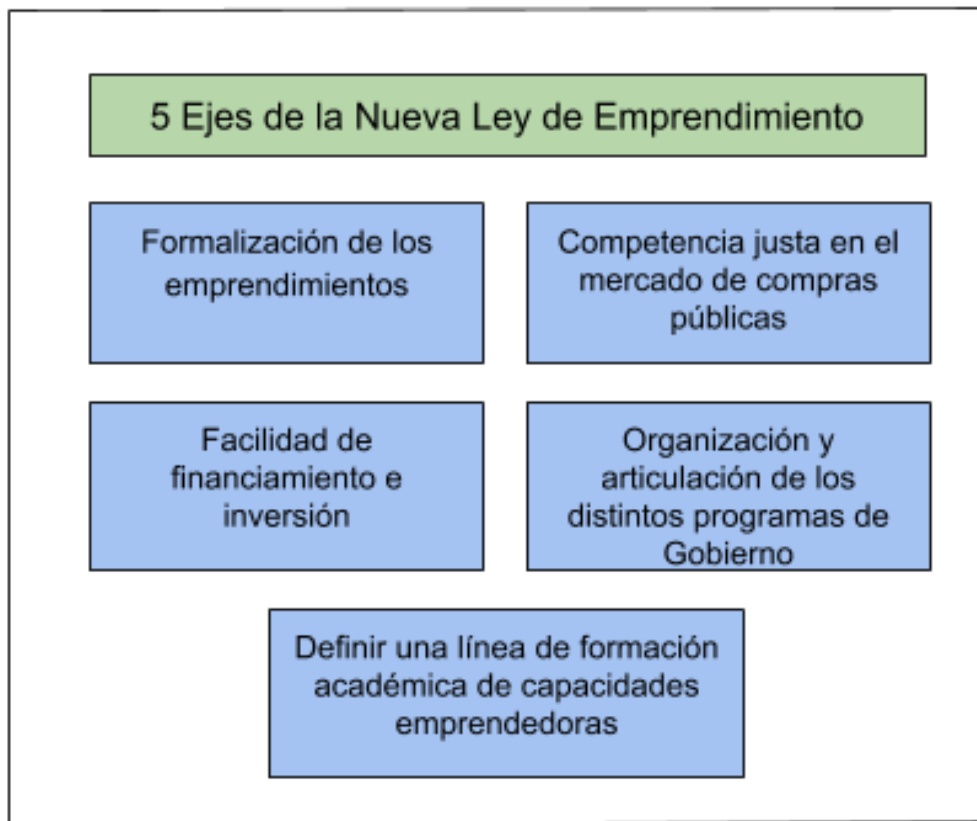 5 Ejes de la Nueva Ley de Emprendimiento
Formalización de los
emprendimientos
Competencia justa en el
mercado de compras
públicas
Facilidad de
financiamiento e
inversión
Organización y
articulación de los
distintos programas de
Gobierno
Definir una línea de formación
académica de capacidades
emprendedoras